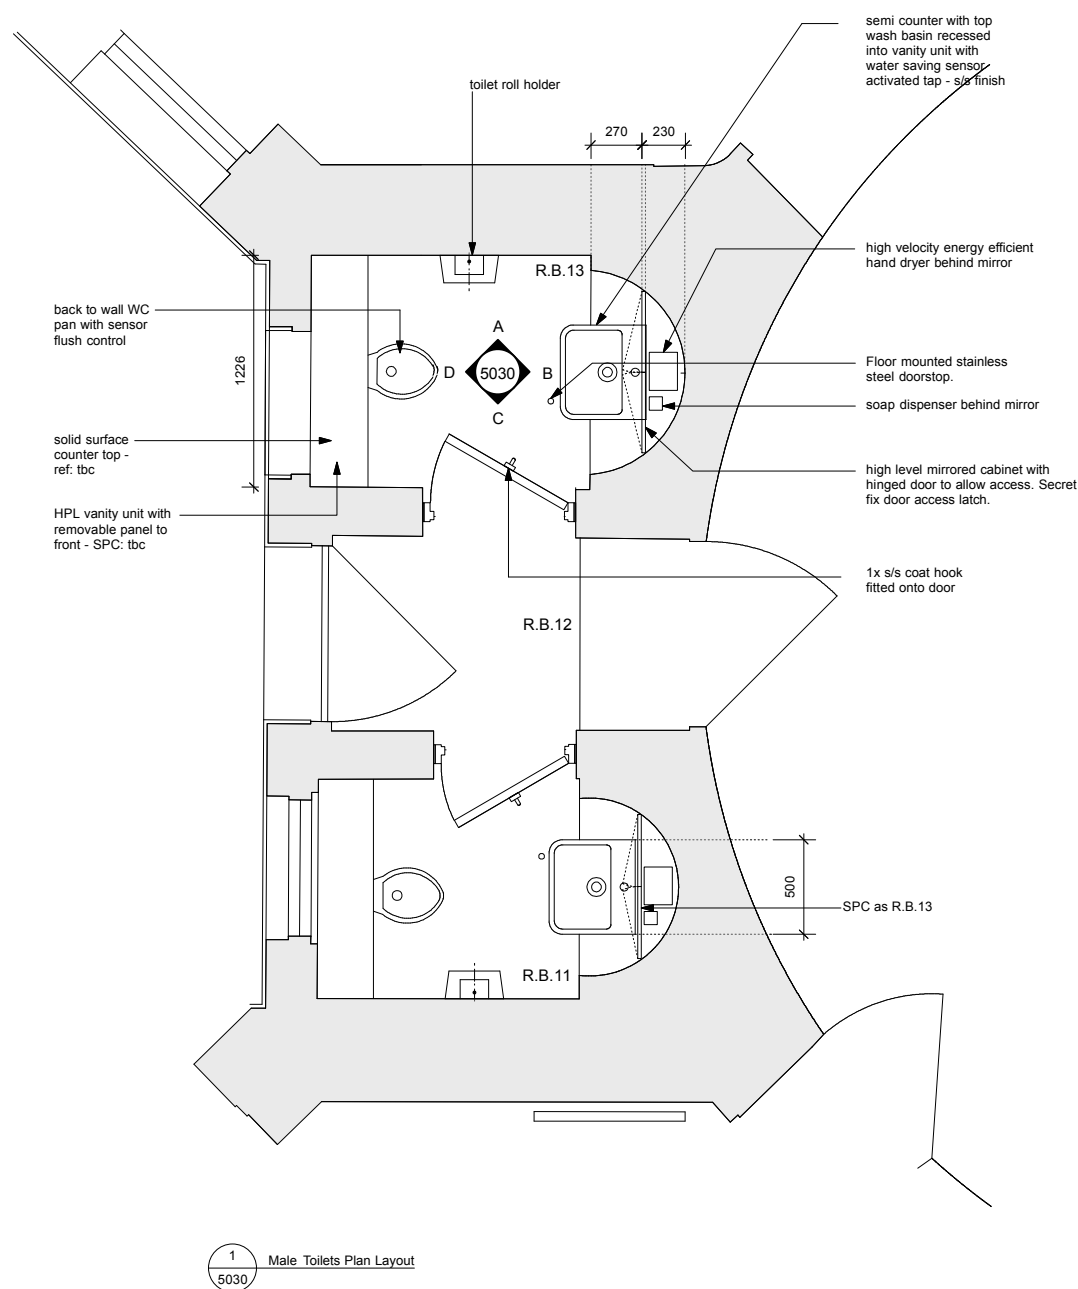 semi counter with top
wash basin recessed
into vanity unit with
water saving sensor
activated tap - s/s finish
toilet roll holder
270
230
R.B.13
high velocity energy efficient
hand dryer behind mirror
back to wall WC
pan with sensor
flush control
1226
A
D
5030
B
C
Floor mounted stainless
steel doorstop.
soap dispenser behind mirror
solid surface
counter top -
ref: tbc
high level mirrored cabinet with
hinged door to allow access. Secret
fix door access latch.
HPL vanity unit with
removable panel to
front - SPC: tbc
1x s/s coat hook
fitted onto door
R.B.12
500
SPC as R.B.13
R.B.11
1
5030
Male Toilets Plan Layout